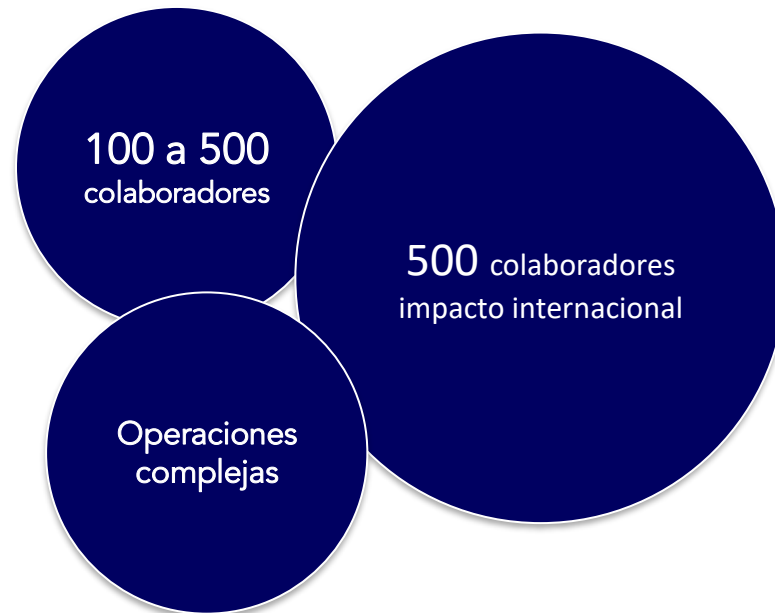 100 a 500
colaboradores
500 colaboradores
impacto internacional
Operaciones
complejas